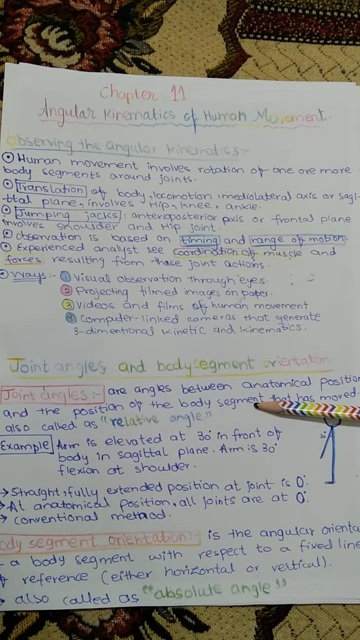 Chapter 11
Angular Kinematics of Human Movement
Observing the angular kinematics:-
Human movement involves rotation of one are more
body segments around joints.
Translation of body, locomotion, mediolateral axis or sagi-
ttal plane, involves Hip, knee, ankle.
Jumping jacks: anterioposterior axis or frontal plane
involves shoulder and Hip joint.
Observation is based on timing and range of motion
Experienced analyst see coordination of muscle and
forces resulting from these joint actions.
Ways: ① Visual observation through eyes.
② Projecting filmed images on paper.
③ Videos and films of human movement
④ Computer-linked cameras that generate
3-dimentional kinetic and kinematics.
Joint angles and body-segment orientation
Joint angles:- are angles between anatomical position
and the position of the body segment that has moved.
also called as "relative angle"
Example Arm is elevated at 30° in front of
body in sagittal plane. Arm is 30°
flexion at shoulder.
→ Straight, fully extended position at joint is 0°
→ At anatomical position, all joints are at 0°.
→ conventional method.
ody segment orientation:- is the angular orienta
a body segment with respect to a fixed line
reference (either horizontal or vertical).
also called as "absolute angle"